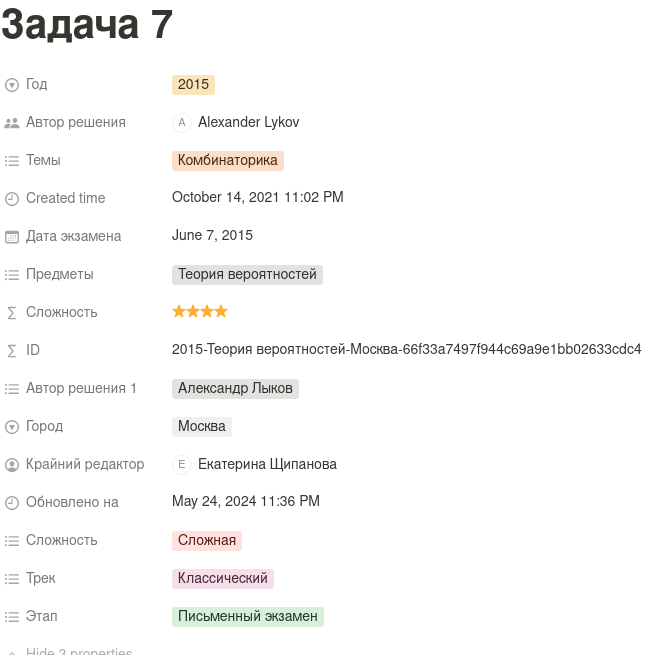 Задача 7
Год 2015
Автор решения A Alexander Lykov
Темы Комбинаторика
Created time October 14, 2021 11:02 PM
Дата экзамена June 7, 2015
Предметы Теория вероятностей
Сложность
ID 2015-Теория вероятностей-Москва-66f33a7497f944c69a9e1bb02633cdc4
Автор решения 1 Александр Лыков
Город Москва
Крайний редактор E Екатерина Щипанова
Обновлено на May 24, 2024 11:36 PM
Сложность Сложная
Трек Классический
Этап Письменный экзамен
Hide 3 properties